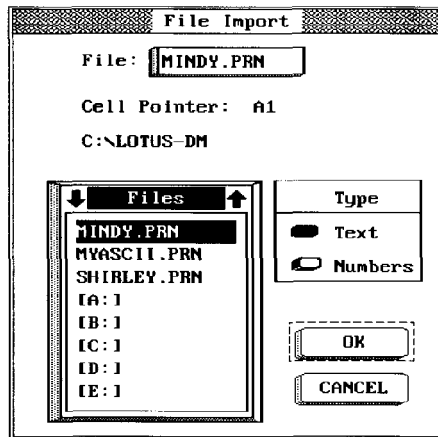 File Import
File: MINDY.PRN
Cell Pointer: A1
C:\LOTUS-DM
Files
MINDY.PRN
MYASCII.PRN
SHIRLEY.PRN
[A:]
[B:]
[C:]
[D:]
[E:]
Type
Text
Numbers
OK
CANCEL